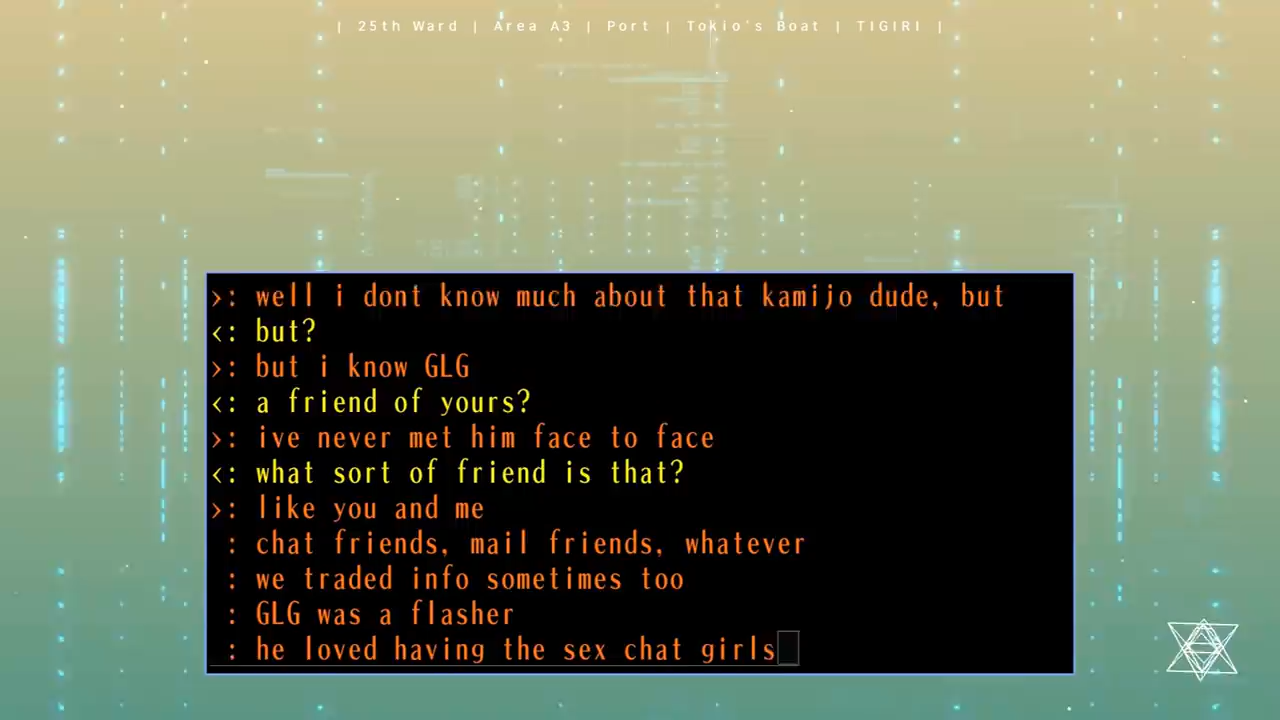 | 25th Ward | Area A3 | Port | Tokio's Boat | TIGIRI |
>: well i dont know much about that kamijo dude, but
<: but?
>: but i know GLG
<: a friend of yours?
>: ive never met him face to face
<: what sort of friend is that?
>: like you and me
: chat friends, mail friends, whatever
: we traded info sometimes too
: GLG was a flasher
: he loved having the sex chat girls